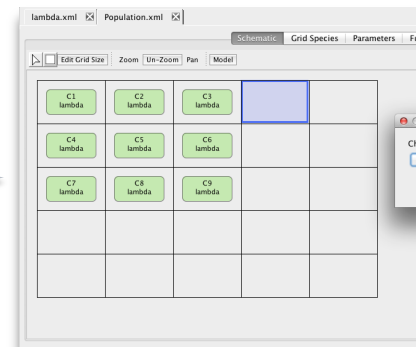 lambda.xml Population.xml
Schematic Grid Species Parameters
Edit Grid Size Zoom Un-Zoom Pan Model
C1 C2 C3
lambda lambda lambda
C4 C5 C6
lambda lambda lambda
C7 C8 C9
lambda lambda lambda